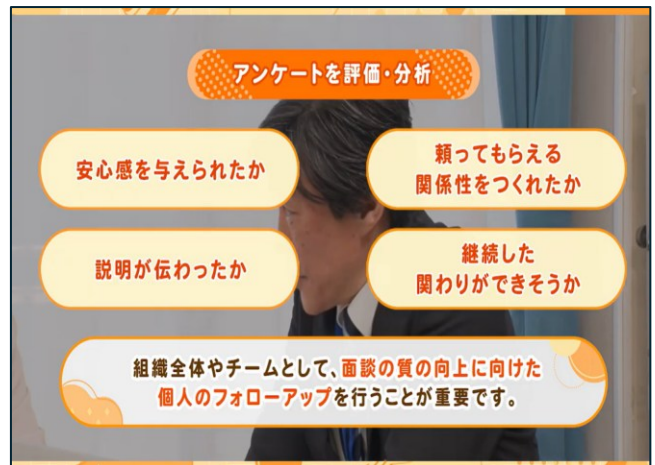 アンケートを評価・分析
安心感を与えられたか
頼ってもらえる
関係性をつくれたか
説明が伝わったか
継続した
関わりができそうか
組織全体やチームとして、面談の質の向上に向けた
個人のフォローアップを行うことが重要です。